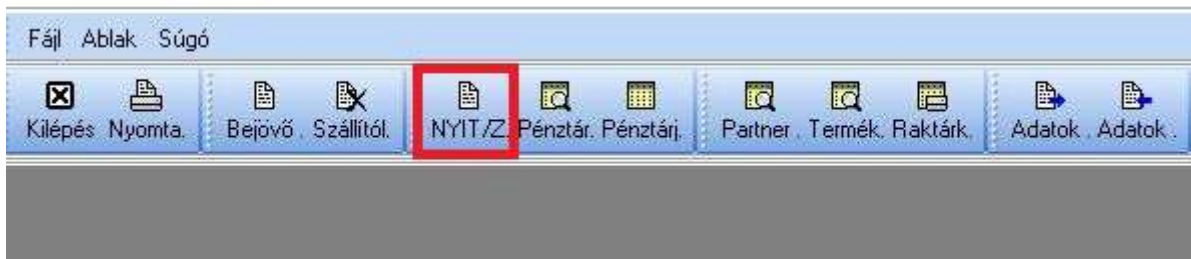 Fájl Ablak Súgó
Kilépés Nyomta. Bejövő . Szállítól. NYIT/Z. Pénztár. Pénztárj. Partner . Termék. Raktárk. Adatok . Adatok .